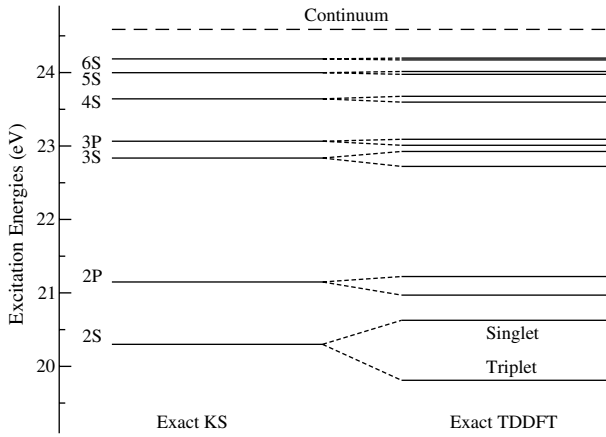 Continuum
Excitation Energies (eV)
24
23
22
21
20
6S
5S
4S
3P
3S
2P
2S
Singlet
Triplet
Exact KS
Exact TDDFT